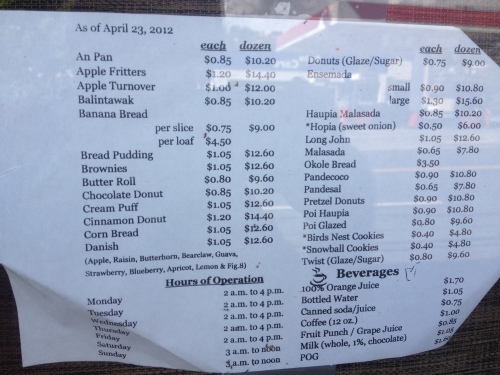 As of April 23, 2012
each dozen
An Pan $0.85 $10.20
Apple Fritters $1.20 $14.40
Apple Turnover $1.00 $12.00
Balintawak $0.85 $10.20
Banana Bread
per slice $0.75 $9.00
per loaf $4.50
Bread Pudding $1.05 $12.60
Brownies $1.05 $12.60
Butter Roll $0.80 $9.60
Chocolate Donut $0.85 $10.20
Cream Puff $1.05 $12.60
Cinnamon Donut $1.20 $14.40
Corn Bread $1.05 $12.60
Danish $1.05 $12.60
(Apple, Raisin, Butterhorn, Bearclaw, Guava,
Strawberry, Blueberry, Apricot, Lemon & Fig.8)
Hours of Operation
Monday 2 a.m. to 4 p.m.
Tuesday 2 a.m. to 4 p.m.
Wednesday 2 a.m. to 4 p.m.
Thursday 2 a.m. to 4 p.m.
Friday 2 a.m. to 4 p.m.
Saturday 3 a.m. to noon
Sunday 3 a.m. to noon
each dozen
Donuts (Glaze/Sugar) $0.75 $9.00
Ensemada
small $0.90 $10.80
large $1.30 $15.60
Haupia Malasada $0.85 $10.20
*Hopia (sweet onion) $0.50 $6.00
Long John $1.05 $12.60
Malasada $0.65 $7.80
Okole Bread $3.50
Pandecoco $0.90 $10.80
Pandesal $0.65 $7.80
Pretzel Donuts $0.90 $10.80
Poi Haupia $0.90 $10.80
Poi Glazed $0.80 $9.60
*Birds Nest Cookies $0.40 $4.80
*Snowball Cookies $0.40 $4.80
Twist (Glaze/Sugar) $0.80 $9.60
Beverages
100% Orange Juice $1.70
Bottled Water $1.05
Canned soda/juice $0.75
Coffee (12 oz.) $1.00
Fruit Punch / Grape Juice $0.85
Milk (whole, 1%, chocolate) $1.05
POG